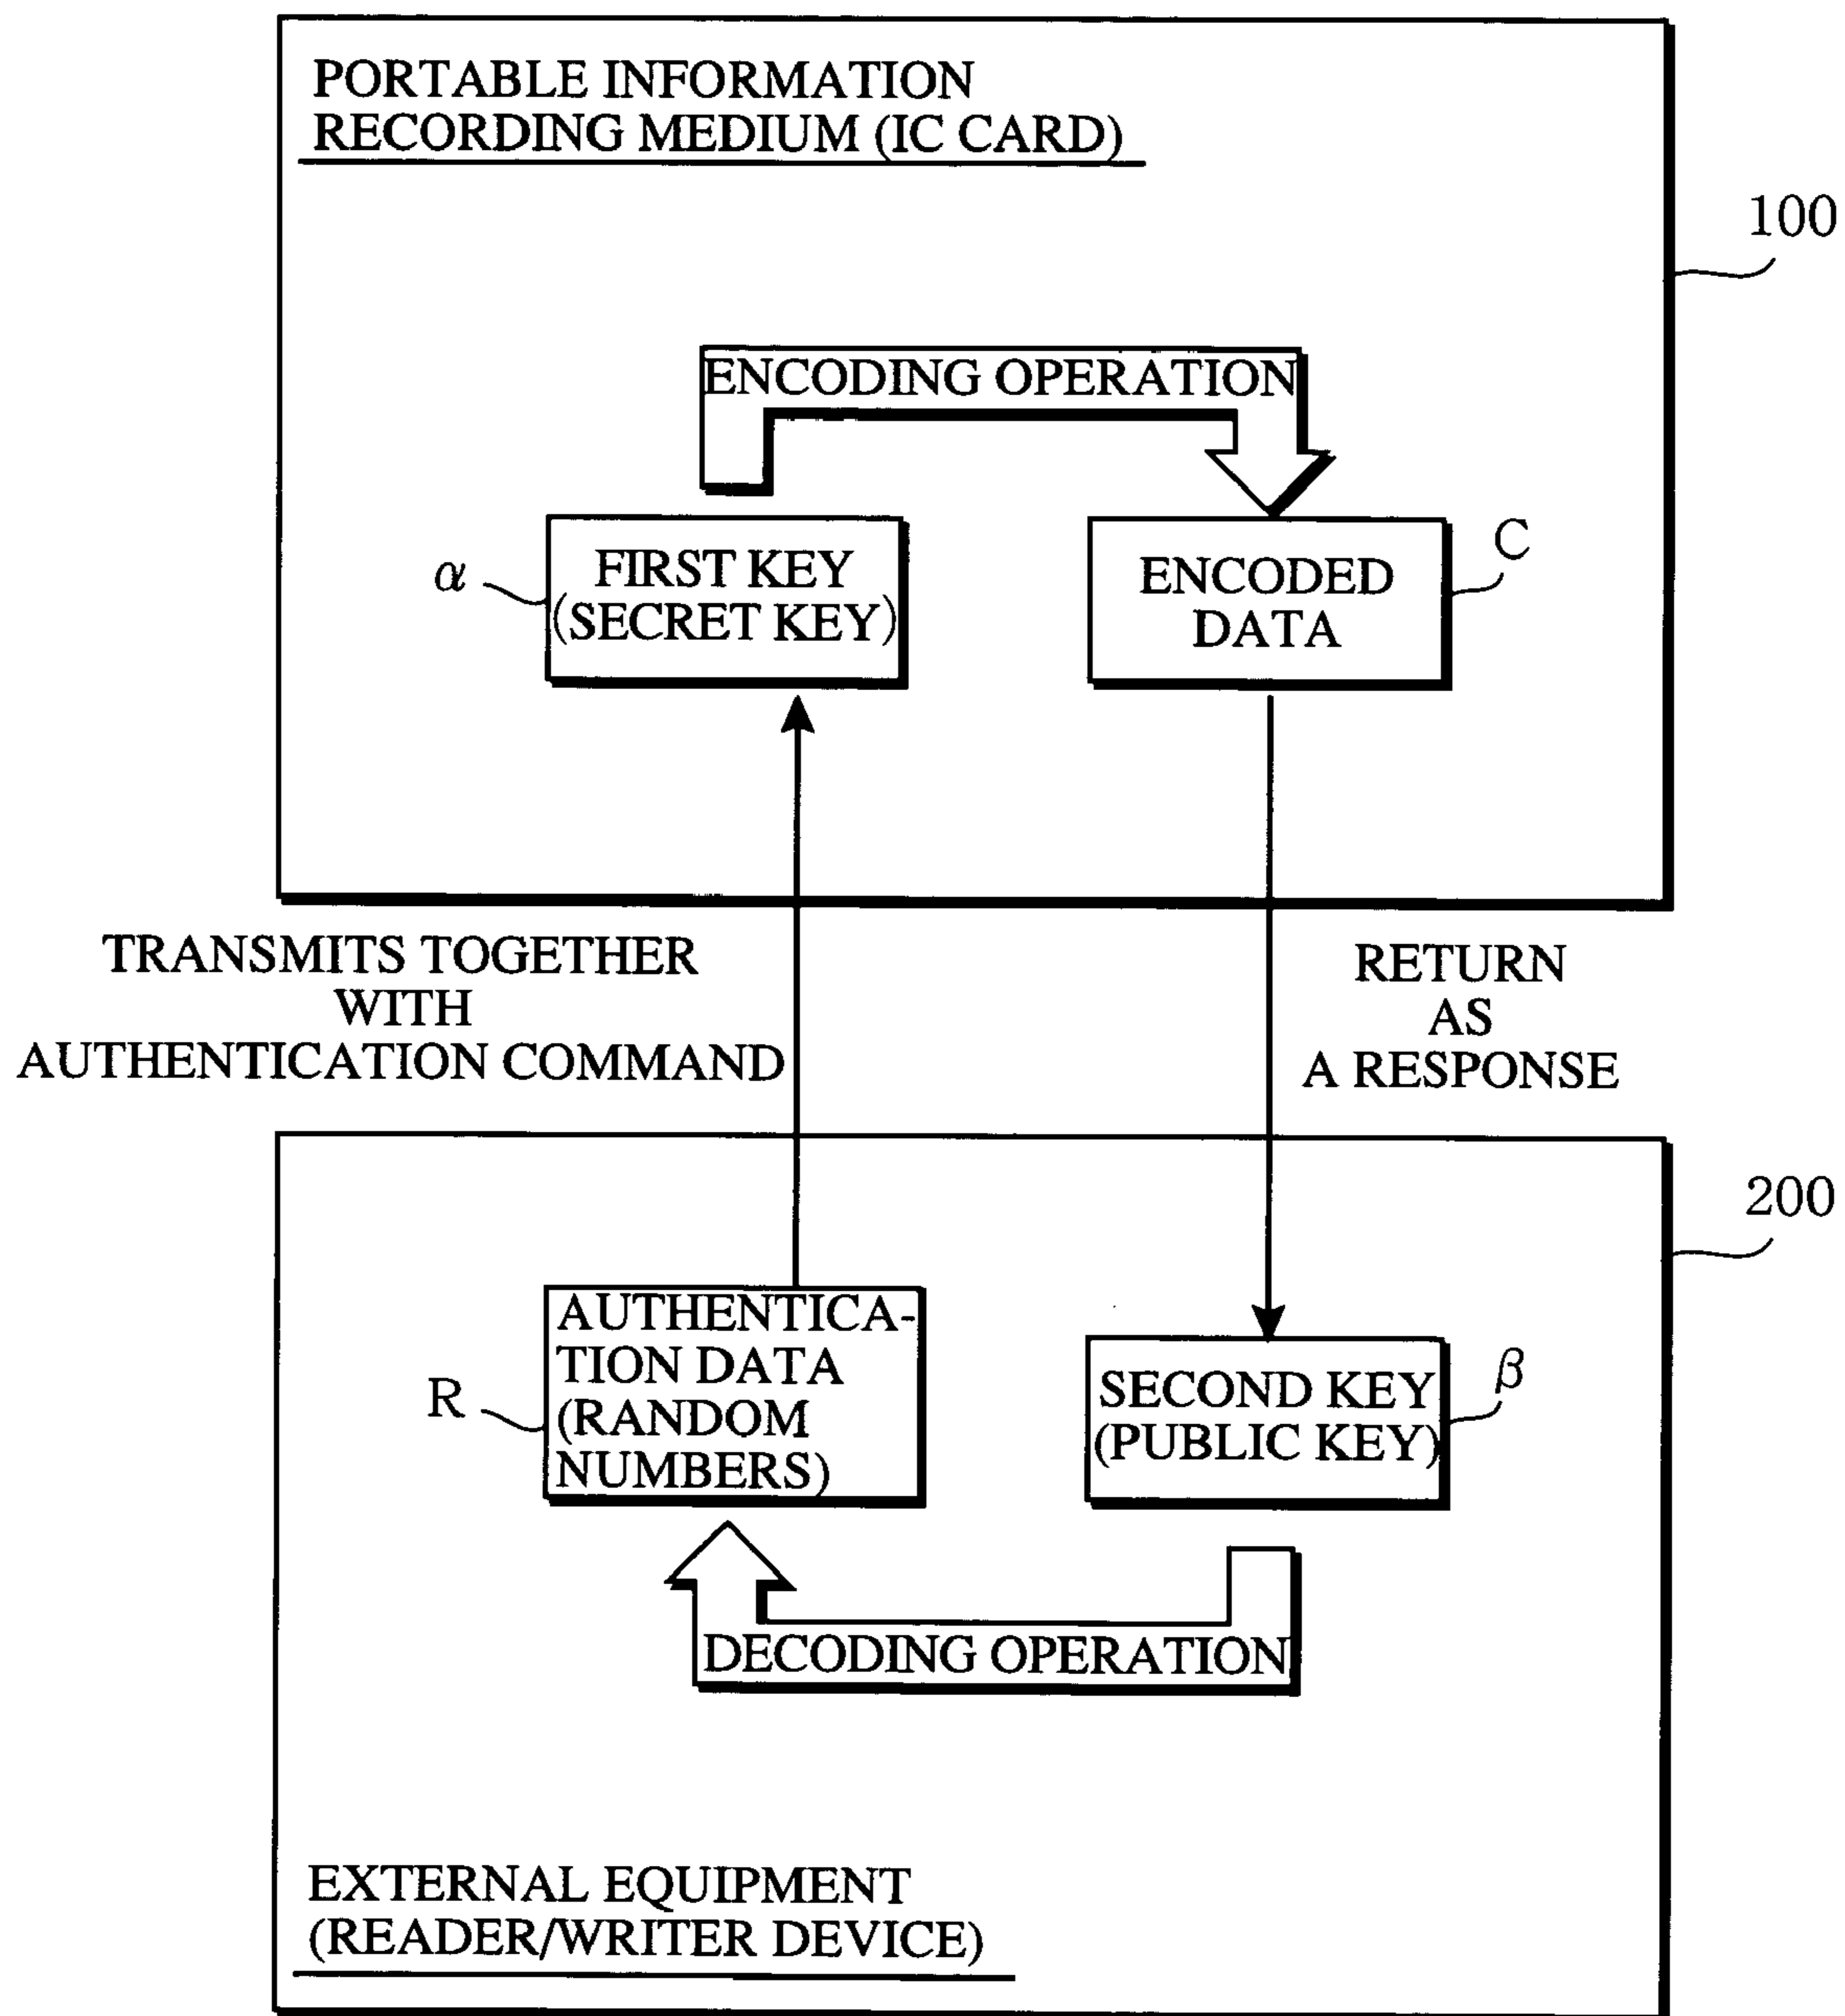 PORTABLE INFORMATION
RECORDING MEDIUM (IC CARD)
100
ENCODING OPERATION
α
FIRST KEY
(SECRET KEY)
ENCODED
DATA
C
TRANSMITS TOGETHER
WITH
AUTHENTICATION COMMAND
RETURN
AS
A RESPONSE
200
R
AUTHENTICA-
TION DATA
(RANDOM
NUMBERS)
SECOND KEY
(PUBLIC KEY)
β
DECODING OPERATION
EXTERNAL EQUIPMENT
(READER/WRITER DEVICE)